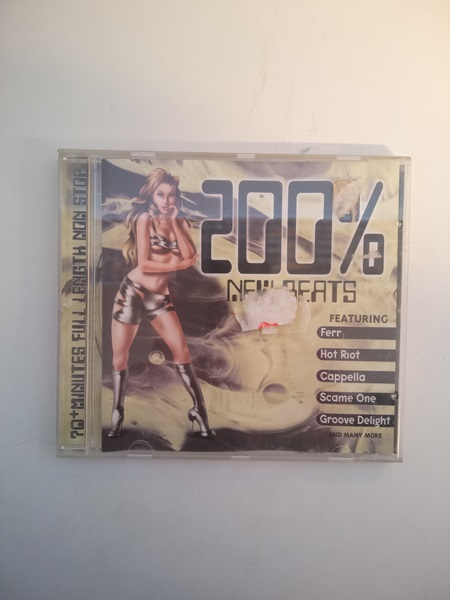 70+MINUTES FULL LENGTH NON STOP
200%
NEW BEATS
FEATURING
Ferr
Hot Riot
Cappella
Scame One
Groove Delight
AND MANY MORE